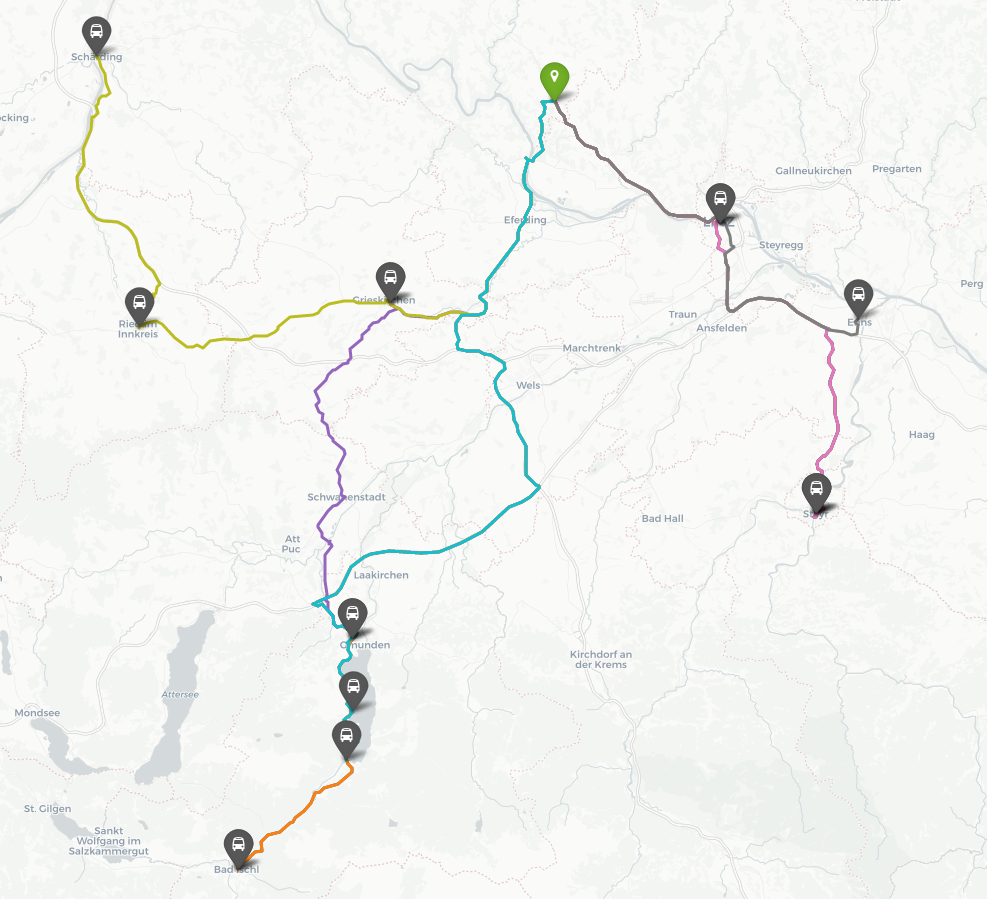 Schärding
ocking
Gallneukirchen
Pregarten
Eferding
Steyregg
Perg
Grieskirchen
Enns
Traun
Ansfelden
Ried im
Innkreis
Marchtrenk
Wels
Haag
Schwanenstadt
Steyr
Bad Hall
Att
Puc
Laakirchen
Gmunden
Kirchdorf an
der Krems
Attersee
Mondsee
St. Gilgen
Sankt
Wolfgang im
Salzkammergut
Bad Ischl